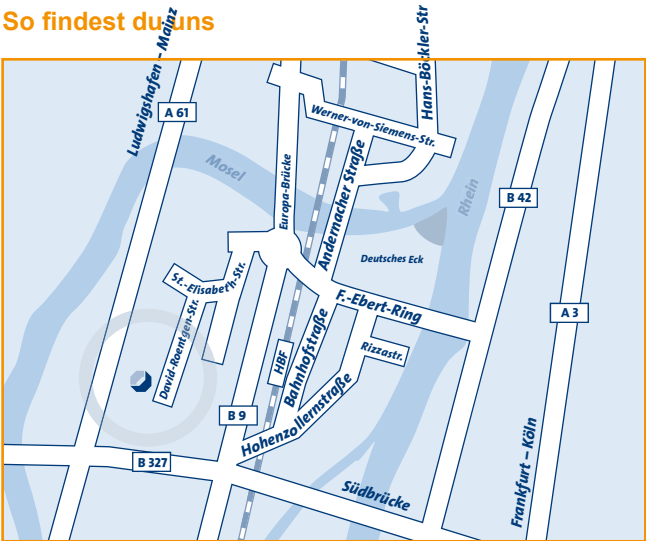 So findest du uns
Ludwigshafen – Mainz
Hans-Böckler-Str
A 61
Werner-von-Siemens-Str.
Mosel
Europa-Brücke
Andernacher Straße
Rhein
B 42
Deutsches Eck
St.-Elisabeth-Str.
F.-Ebert-Ring
A 3
David-Roentgen-Str.
HBF
Bahnhofstraße
Rizzastr.
B 9
Hohenzollernstraße
Frankfurt – Köln
B 327
Südbrücke